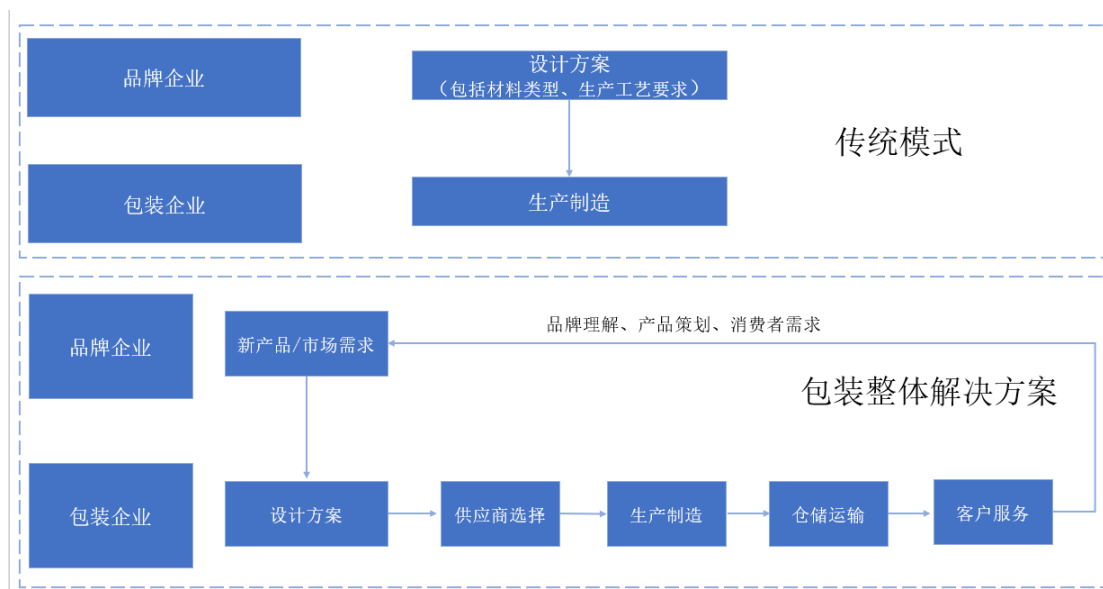 品牌企业
设计方案
（包括材料类型、生产工艺要求）
传统模式
包装企业
生产制造
品牌企业
新产品/市场需求
品牌理解、产品策划、消费者需求
包装整体解决方案
包装企业
设计方案
供应商选择
生产制造
仓储运输
客户服务